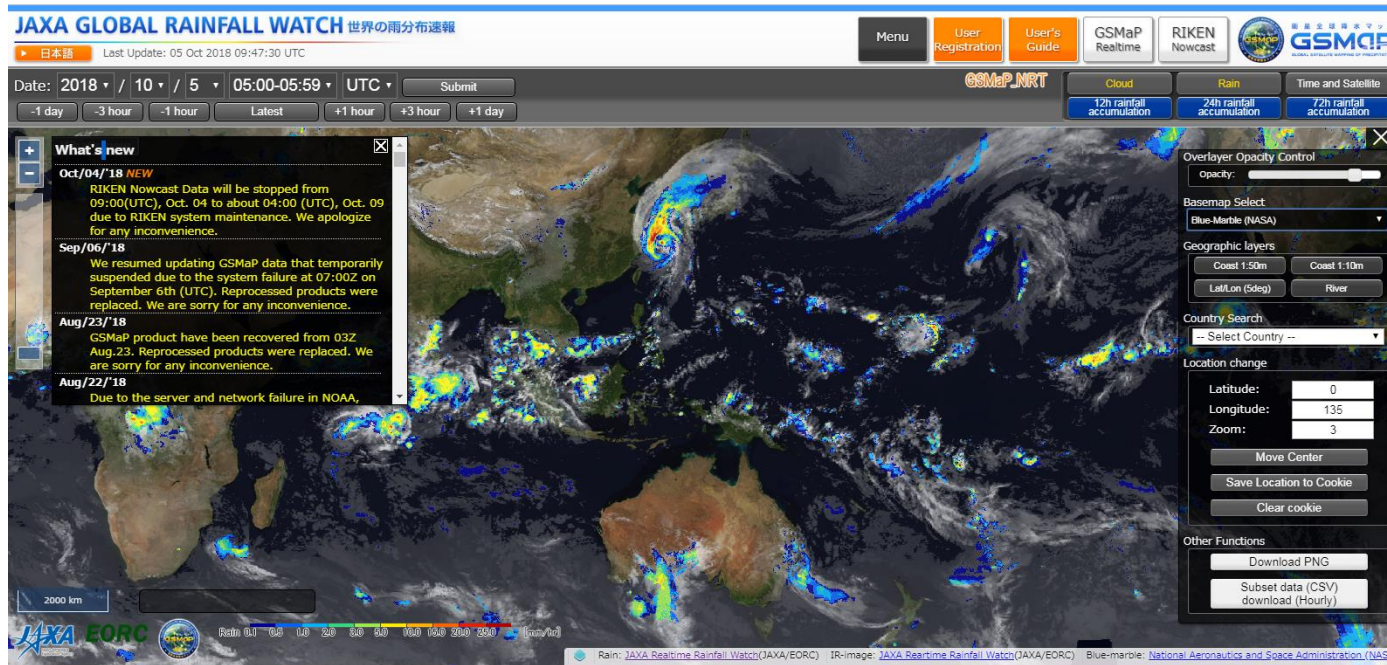 JAXA GLOBAL RAINFALL WATCH 世界の雨分布速報
日本語 Last Update: 05 Oct 2018 09:47:30 UTC
Menu
User Registration
User's Guide
GSMaP Realtime
RIKEN Nowcast
GSMaP
Date: 2018 / 10 / 5 05:00-05:59 UTC Submit
GSMaP_NRT
Cloud Rain Time and Satellite
-1 day -3 hour -1 hour Latest +1 hour +3 hour +1 day
12h rainfall accumulation
24h rainfall accumulation
72h rainfall accumulation
+
-
What's new
Oct/04/'18 NEW
RIKEN Nowcast Data will be stopped from
09:00(UTC), Oct. 04 to about 04:00 (UTC), Oct. 09
due to RIKEN system maintenance. We apologize
for any inconvenience.
Sep/06/'18
We resumed updating GSMaP data that temporarily
suspended due to the system failure at 07:00Z on
September 6th (UTC). Reprocessed products were
replaced. We are sorry for any inconvenience.
Aug/23/'18
GSMaP product have been recovered from 03Z
Aug.23. Reprocessed products were replaced. We
are sorry for any inconvenience.
Aug/22/'18
Due to the server and network failure in NOAA,
Overlayer Opacity Control
Opacity:
Basemap Select
Blue-Marble (NASA)
Geographic layers
Coast 1:50m Coast 1:10m
Lat/Lon (5deg) River
Country Search
-- Select Country --
Location change
Latitude: 0
Longitude: 135
Zoom: 3
Move Center
Save Location to Cookie
Clear cookie
Other Functions
Download PNG
Subset data (CSV)
download (Hourly)
2000 km
JAXA EORC
Rain 0.1 0.5 1.0 2.0 3.0 5.0 10.0 15.0 20.0 25.0 [mm/hr]
Rain: JAXA Realtime Rainfall Watch(JAXA/EORC) IR-image: JAXA Reartime Rainfall Watch(JAXA/EORC) Blue-marble: National Aeronautics and Space Administration (NAS